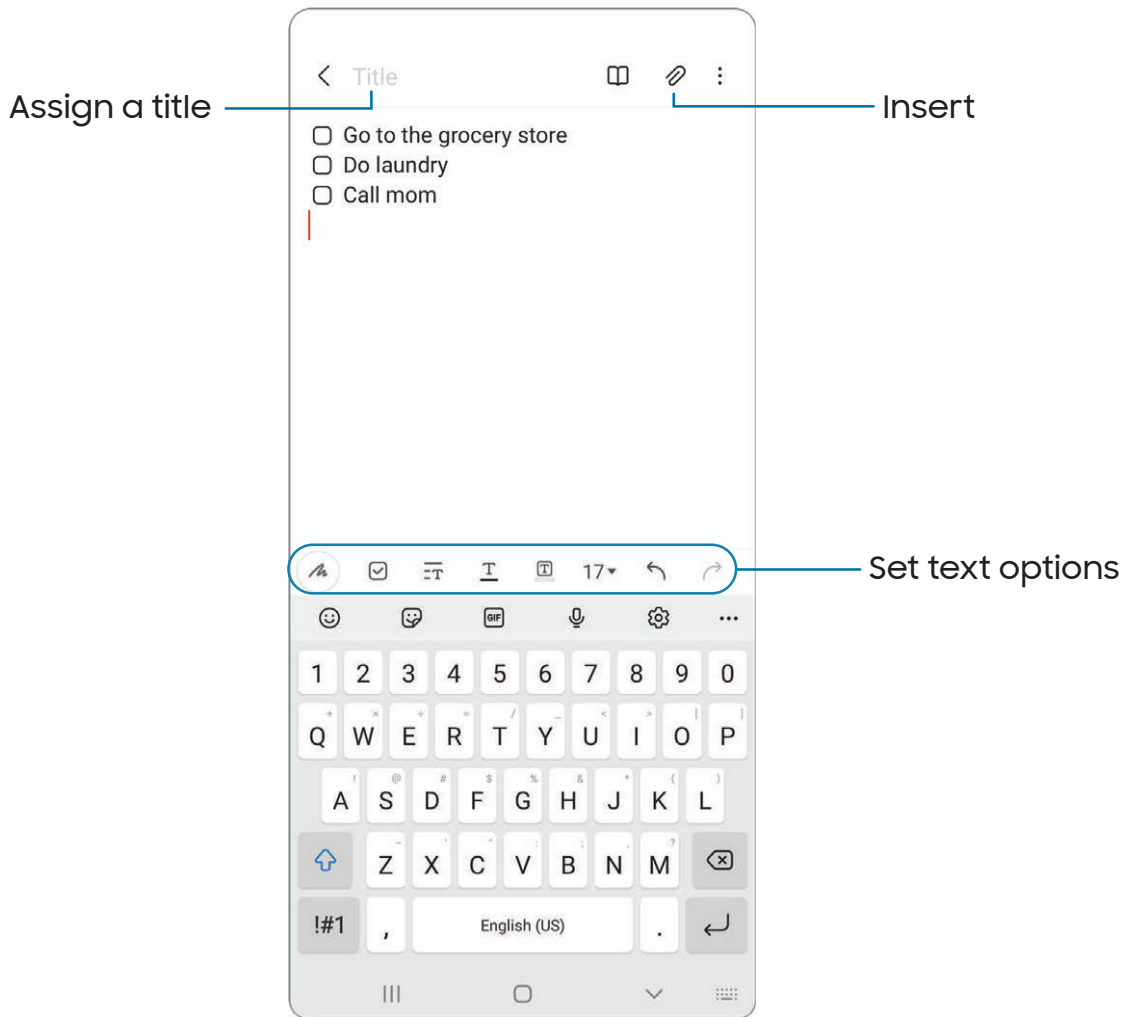 Title
Assign a title
Insert
Go to the grocery store
Do laundry
Call mom
T T T 17
Set text options
GIF
1 2 3 4 5 6 7 8 9 0
+ × ÷ = / _ < > [ ]
Q W E R T Y U I O P
! @ # $ % & * ( )
A S D F G H J K L
- ' " : ; , ?
Z X C V B N M
!#1 , English (US) .